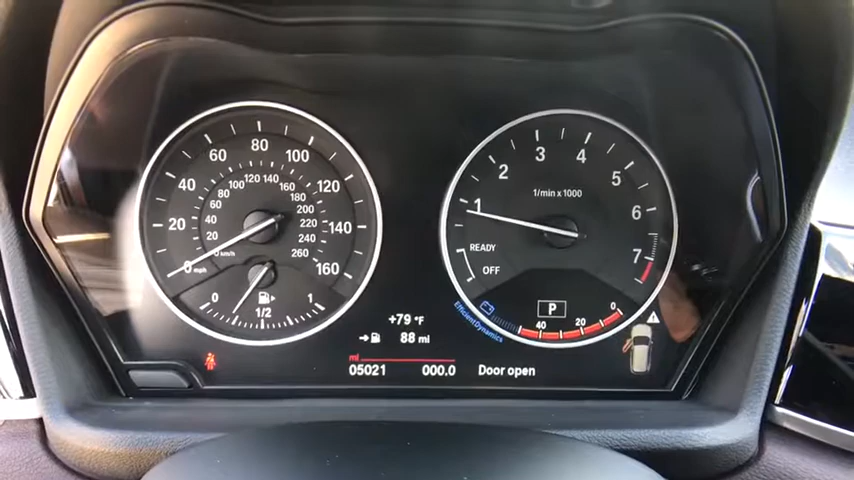 0 20 40 60 80 100 120 140 160
20 40 60 80 100 120 140 160 180 200 220 240 260
mph
km/h
0 1/2 1
1 2 3 4 5 6 7
1/min x 1000
READY
OFF
P
EfficientDynamics
40 20 0
+79 °F
88 mi
mi
05021 000.0
Door open